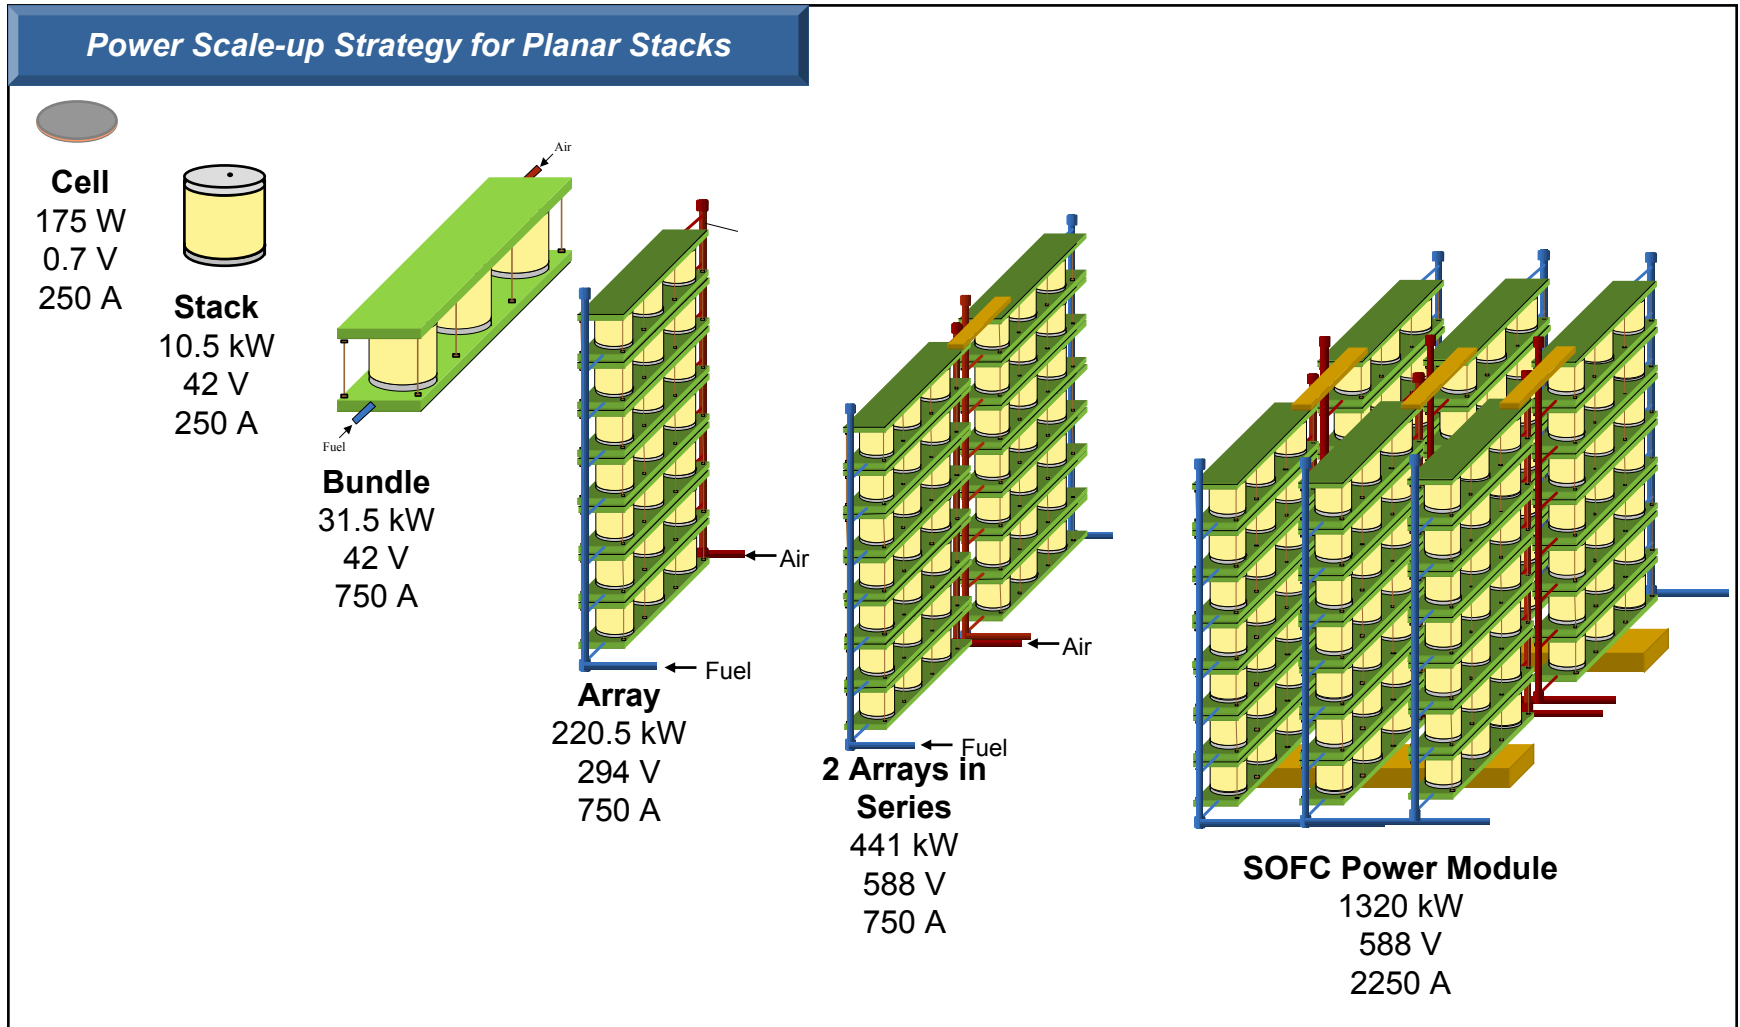 Power Scale-up Strategy for Planar Stacks
Cell
175 W
0.7 V
250 A
Stack
10.5 kW
42 V
250 A
Air
Fuel
Bundle
31.5 kW
42 V
750 A
Air
Fuel
Array
220.5 kW
294 V
750 A
Air
Fuel
2 Arrays in
Series
441 kW
588 V
750 A
SOFC Power Module
1320 kW
588 V
2250 A